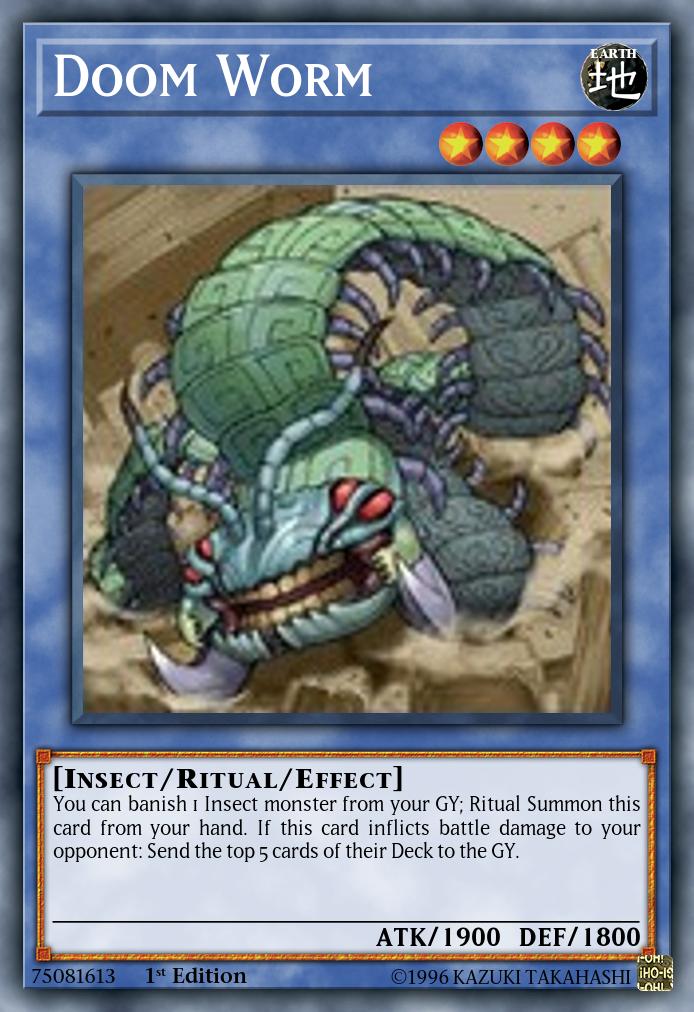 Doom Worm
EARTH
地
[Insect/Ritual/Effect]
You can banish 1 Insect monster from your GY; Ritual Summon this
card from your hand. If this card inflicts battle damage to your
opponent: Send the top 5 cards of their Deck to the GY.
ATK/1900 DEF/1800
75081613 1st Edition ©1996 KAZUKI TAKAHASHI